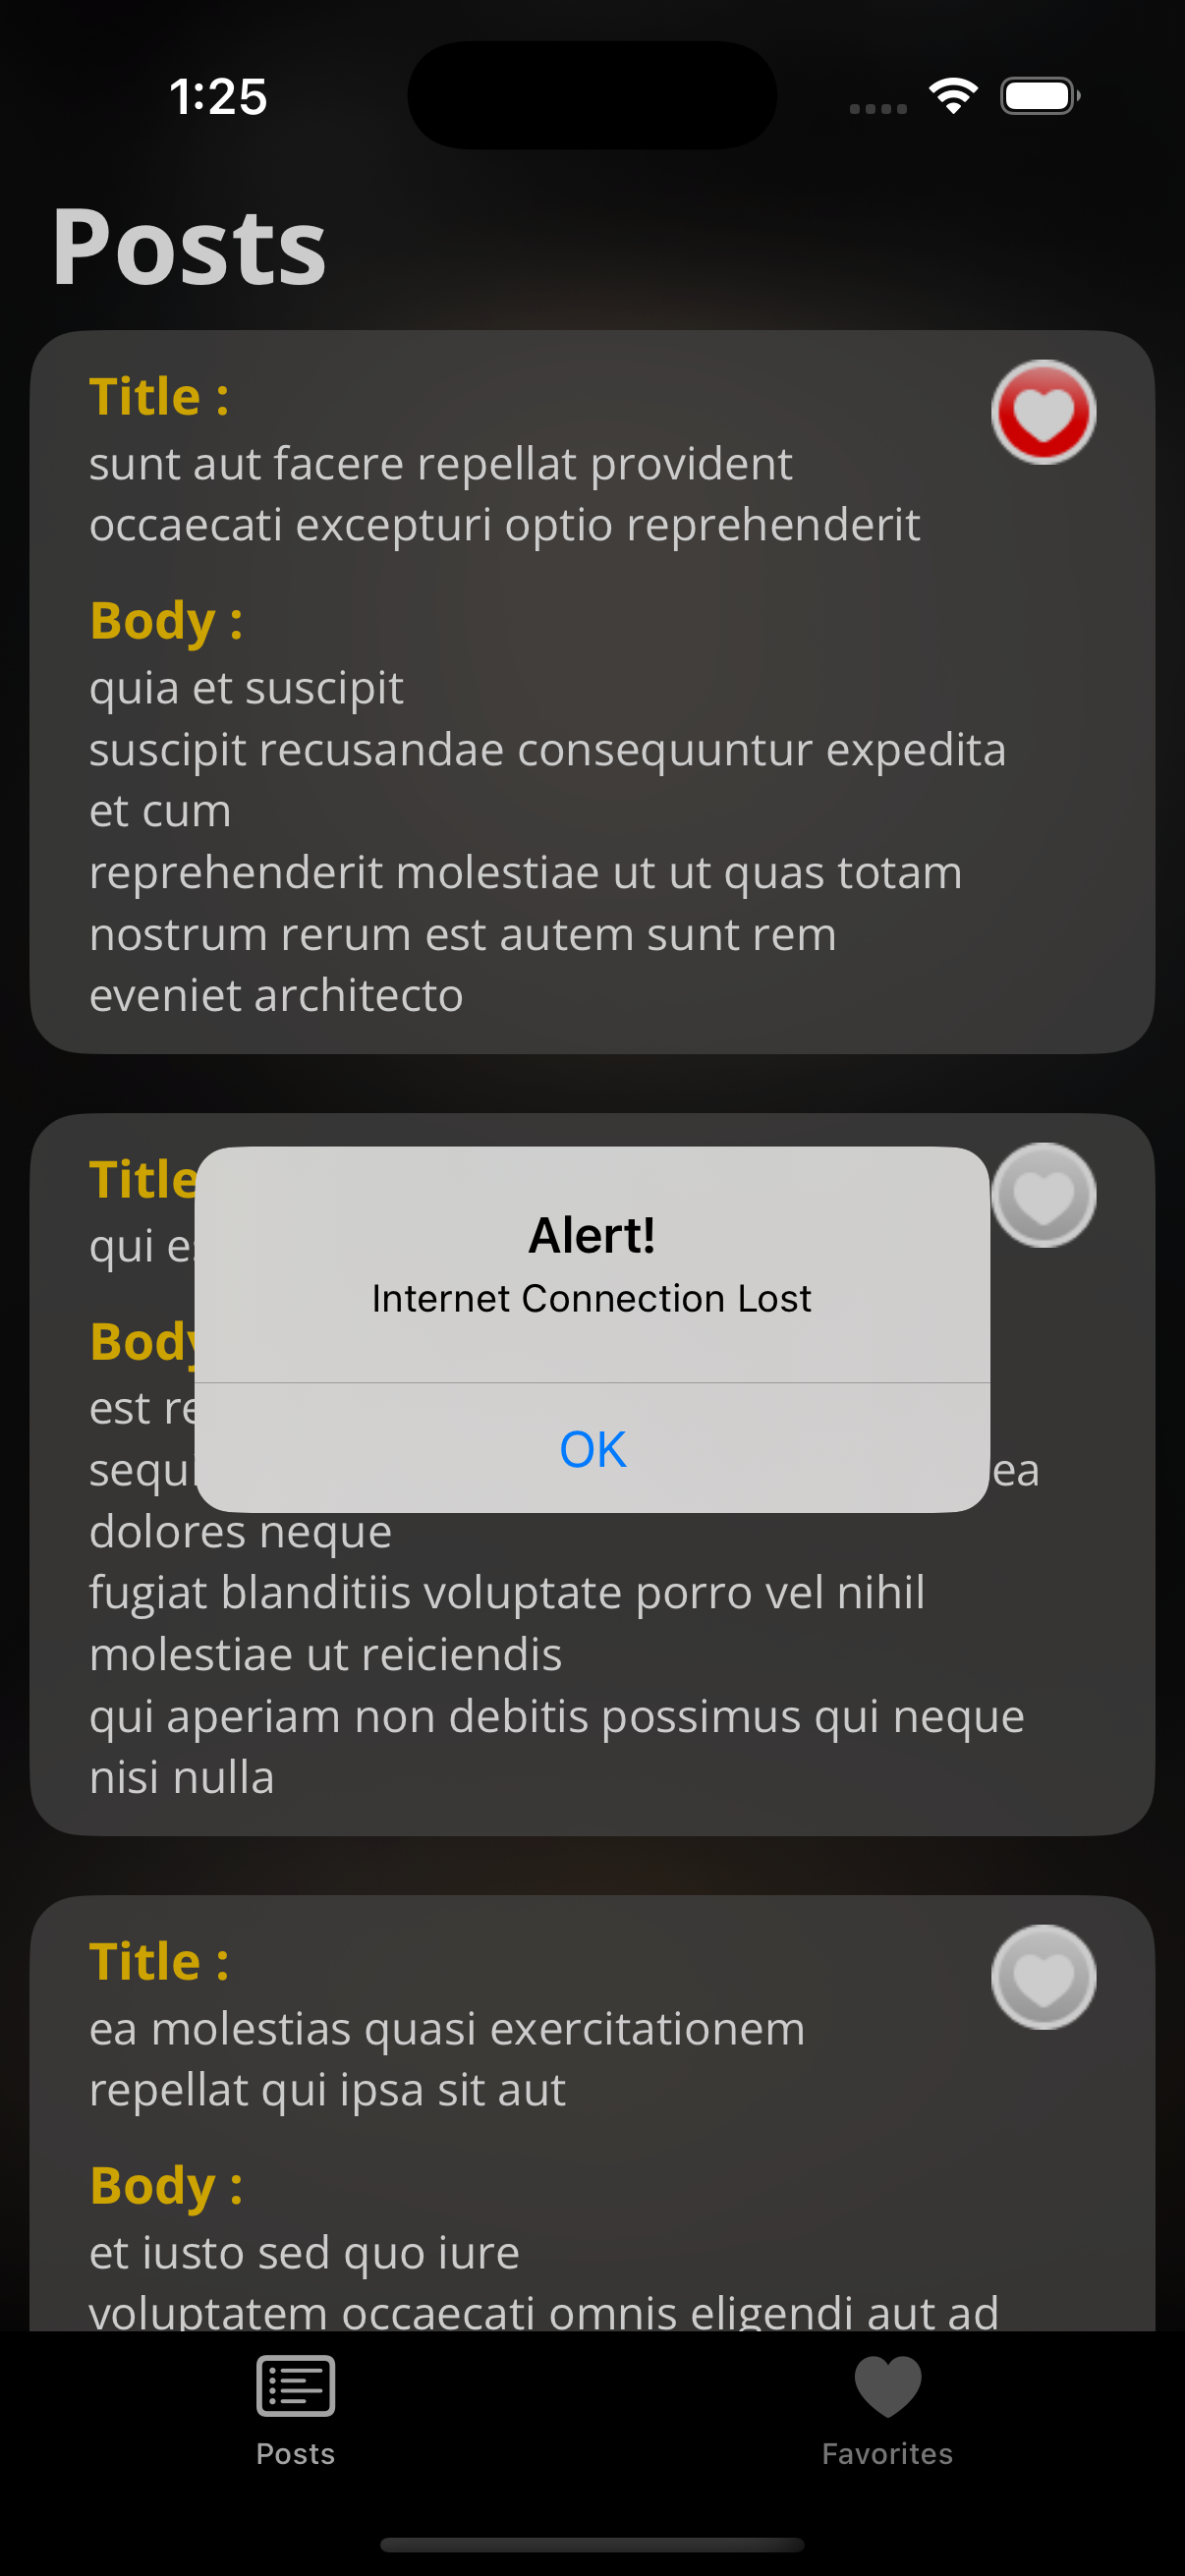 1:25
Posts
Title :
sunt aut facere repellat provident
occaecati excepturi optio reprehenderit
Body :
quia et suscipit
suscipit recusandae consequuntur expedita
et cum
reprehenderit molestiae ut ut quas totam
nostrum rerum est autem sunt rem
eveniet architecto
Title
qui
Alert!
Internet Connection Lost
OK
Body
est
ea
dolores neque
fugiat blanditiis voluptate porro vel nihil
molestiae ut reiciendis
qui aperiam non debitis possimus qui neque
nisi nulla
Title :
ea molestias quasi exercitationem
repellat qui ipsa sit aut
Body :
et iusto sed quo iure
voluptatem occaecati omnis eligendi aut ad
Posts
Favorites